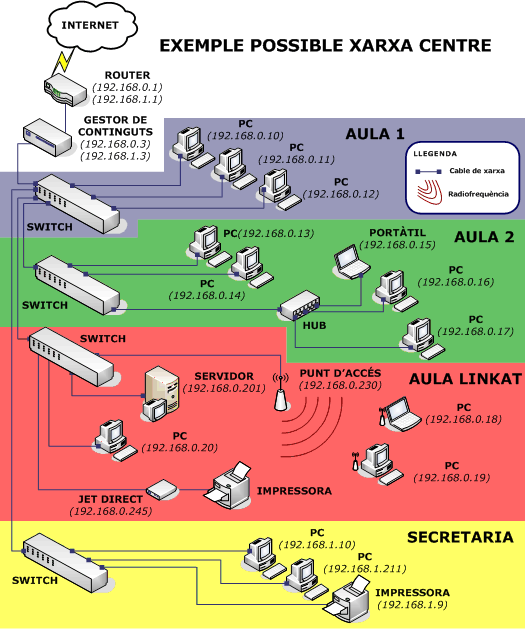 INTERNET
EXEMPLE POSSIBLE XARXA CENTRE
ROUTER
(192.168.0.1)
(192.168.1.1)
GESTOR DE
CONTINGUTS
(192.168.0.3)
(192.168.1.3)
AULA 1
PC
(192.168.0.10)
PC
(192.168.0.11)
PC
(192.168.0.12)
LLEGENDA
Cable de xarxa
Radiofreqüència
SWITCH
AULA 2
PC(192.168.0.13)
PC
(192.168.0.14)
PORTÀTIL
(192.168.0.15)
PC
(192.168.0.16)
PC
(192.168.0.17)
HUB
SWITCH
SWITCH
AULA LINKAT
SERVIDOR
(192.168.0.201)
PUNT D'ACCÉS
(192.168.0.230)
PC
(192.168.0.18)
PC
(192.168.0.20)
PC
(192.168.0.19)
JET DIRECT
(192.168.0.245)
IMPRESSORA
SECRETARIA
PC
(192.168.1.10)
PC
(192.168.1.211)
SWITCH
IMPRESSORA
(192.168.1.9)